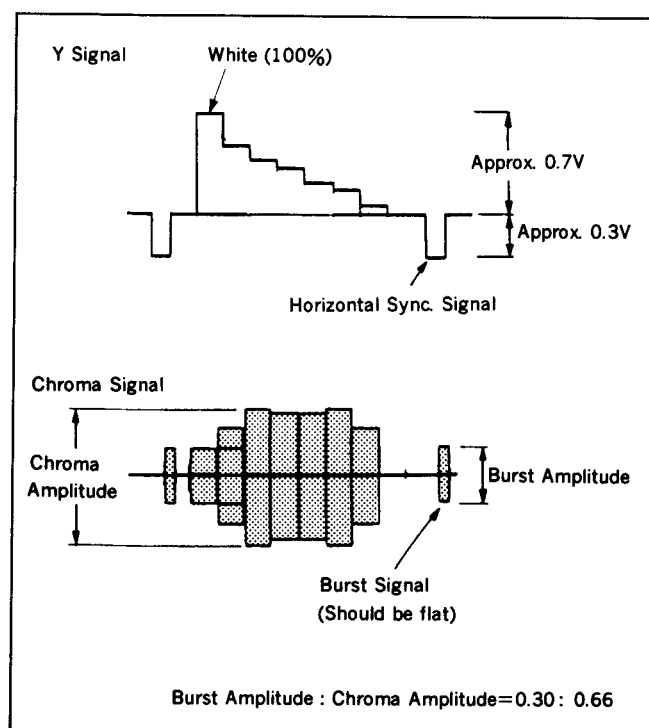 Y Signal
White (100%)
Approx. 0.7V
Approx. 0.3V
Horizontal Sync. Signal
Chroma Signal
Chroma
Amplitude
Burst Amplitude
Burst Signal
(Should be flat)
Burst Amplitude : Chroma Amplitude=0.30 : 0.66